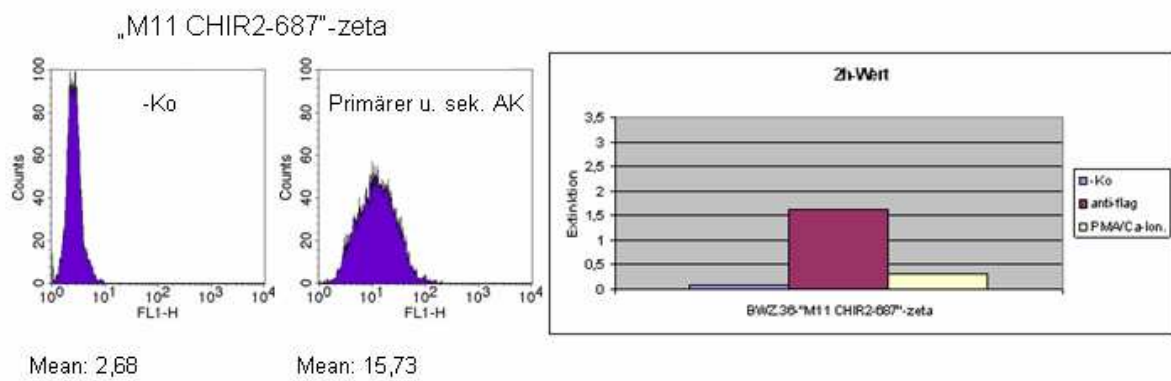 „M11 CHIR2-687"-zeta
-Ko
Counts
100
80
60
40
20
0
10^0 10^1 10^2 10^3 10^4
FL1-H
Mean: 2,68
Primärer u. sek. AK
Counts
100
80
60
40
20
0
10^0 10^1 10^2 10^3 10^4
FL1-H
Mean: 15,73
2h-Wert
Extinktion
3,5
3
2,5
2
1,5
1
0,5
0
BWZ.36-"M11 CHIR2-687"-zeta
-Ko
anti-flag
PMA/Ca-Ion.